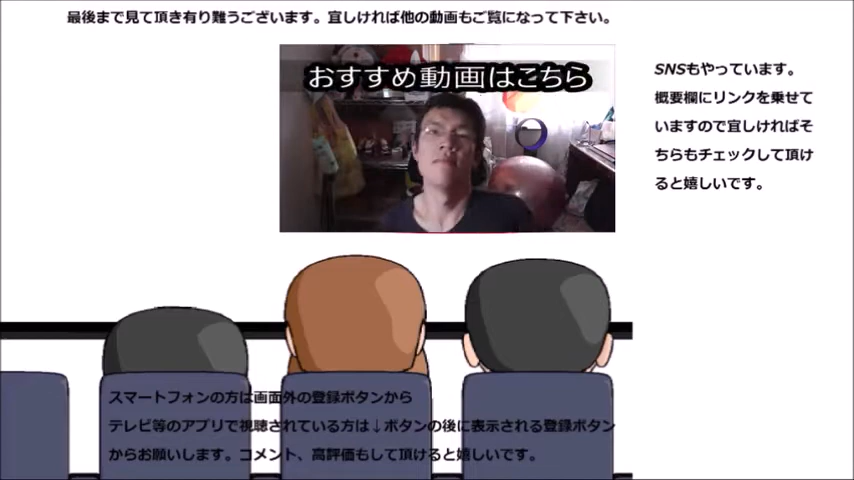 最後まで見て頂き有り難うございます。宜しければ他の動画もご覧になって下さい。
おすすめ動画はこちら
SNSもやっています。
概要欄にリンクを乗せて
いますので宜しければそ
ちらもチェックして頂け
ると嬉しいです。
スマートフォンの方は画面外の登録ボタンから
テレビ等のアプリで視聴されている方は↓ボタンの後に表示される登録ボタン
からお願いします。コメント、高評価もして頂けると嬉しいです。